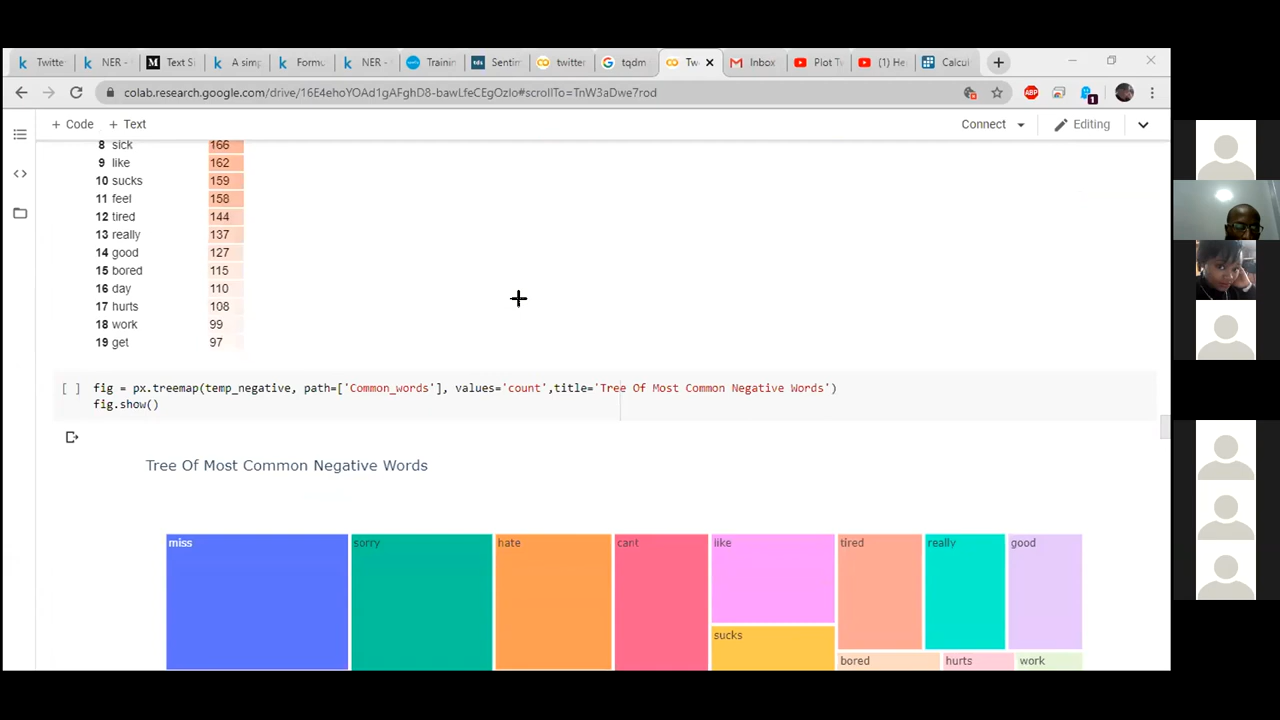 Twitte
NER -
Text S
A simp
Formu
NER -
Trainin
Sentim
twitter
tqdm
Tw
Inbox
Plot T
(1) He
Calcul
colab.research.google.com/drive/16E4ehoYOAd1gAFghD8-bawLfeCEgOzlo#scrollTo=TnW3aDwe7rod
ABP
1
+ Code + Text
Connect
Editing
8 sick 166
9 like 162
10 sucks 159
11 feel 158
12 tired 144
13 really 137
14 good 127
15 bored 115
16 day 110
17 hurts 108
18 work 99
19 get 97
[ ] fig = px.treemap(temp_negative, path=['Common_words'], values='count',title='Tree Of Most Common Negative Words')
fig.show()
Tree Of Most Common Negative Words
miss
sorry
hate
cant
like
tired
really
good
sucks
bored
hurts
work